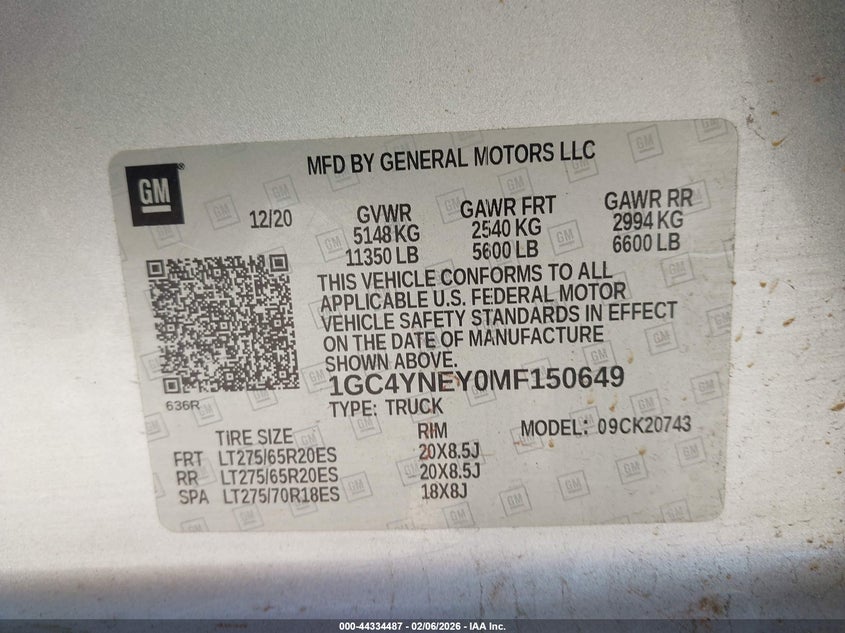 MFD BY GENERAL MOTORS LLC
GM
12/20
GVWR GAWR FRT GAWR RR
5148 KG 2540 KG 2994 KG
11350 LB 5600 LB 6600 LB
THIS VEHICLE CONFORMS TO ALL
APPLICABLE U.S. FEDERAL MOTOR
VEHICLE SAFETY STANDARDS IN EFFECT
ON THE DATE OF MANUFACTURE
SHOWN ABOVE.
1GC4YNEY0MF150649
636R
TYPE: TRUCK
MODEL: 09CK20743
TIRE SIZE RIM
FRT LT275/65R20ES 20X8.5J
RR LT275/65R20ES 20X8.5J
SPA LT275/70R18ES 18X8J
000-44334487 - 02/06/2026 - IAA Inc.